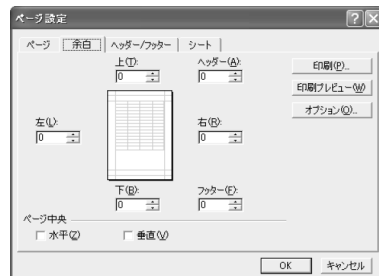 ページ設定
ページ 余白 ヘッダー/フッター シート
上(T): ヘッダー(A):
0 0
印刷(P)...
印刷プレビュー(W)
オプション(O)...
左(L): 右(R):
0 0
下(B): フッター(F):
0 0
ページ中央
水平(Z) 垂直(V)
OK キャンセル